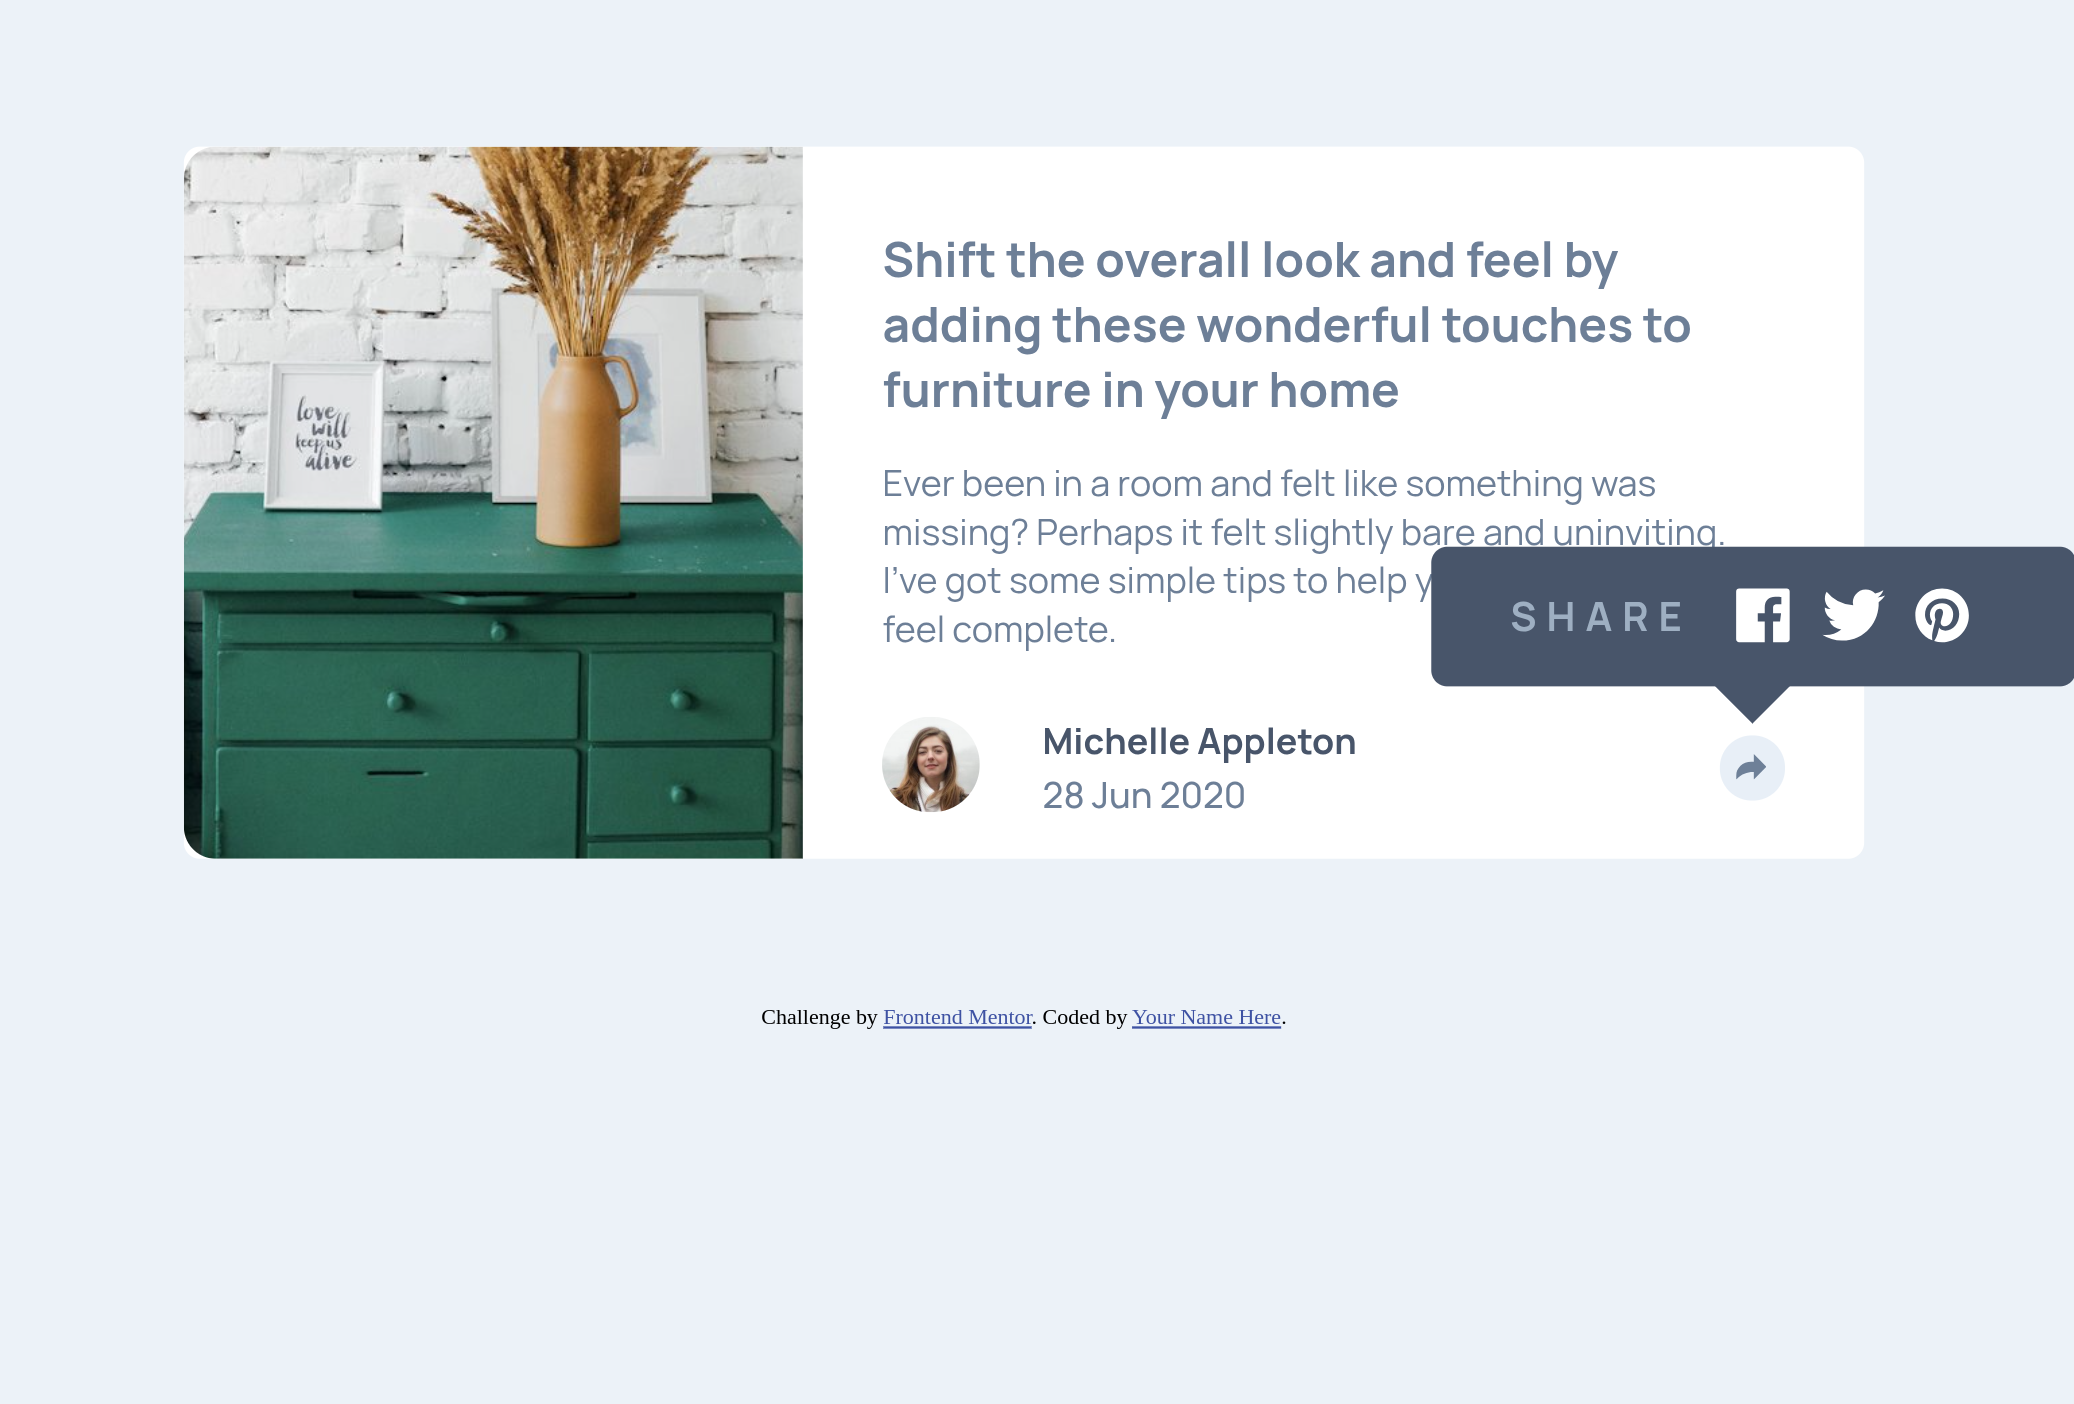 love
will
keep us
alive
Shift the overall look and feel by
adding these wonderful touches to
furniture in your home
Ever been in a room and felt like something was
missing? Perhaps it felt slightly bare and uninviting.
I’ve got some simple tips to help
feel complete.
SHARE
Michelle Appleton
28 Jun 2020
Challenge by Frontend Mentor. Coded by Your Name Here.